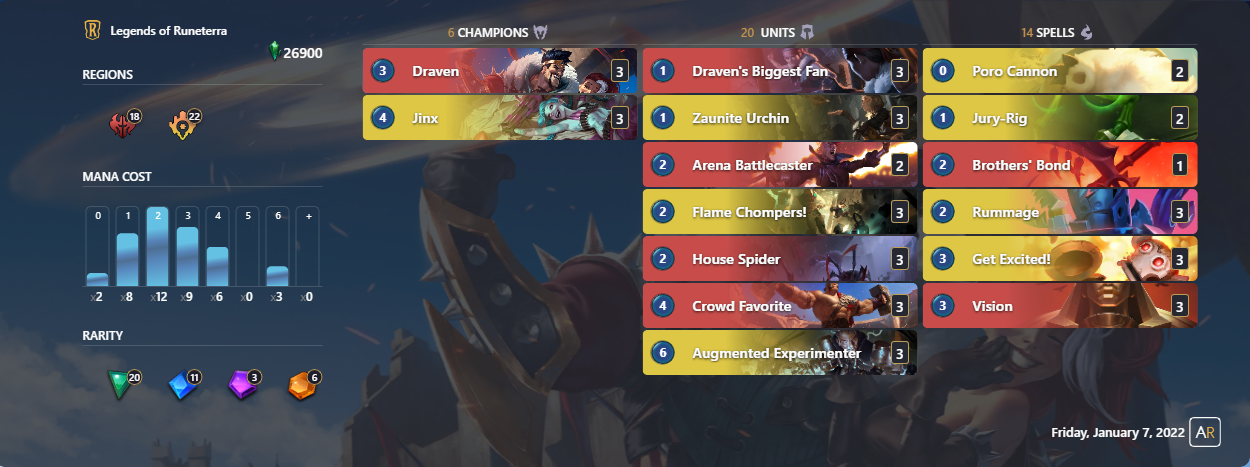 Legends of Runeterra
26900
REGIONS
18 22
MANA COST
0 1 2 3 4 5 6 +
x2 x8 x12 x9 x6 x0 x3 x0
RARITY
20 11 3 6
6 CHAMPIONS
3 Draven 3
4 Jinx 3
20 UNITS
1 Draven's Biggest Fan 3
1 Zaunite Urchin 3
2 Arena Battlecaster 2
2 Flame Chompers! 3
2 House Spider 3
4 Crowd Favorite 3
6 Augmented Experimenter 3
14 SPELLS
0 Poro Cannon 2
1 Jury-Rig 2
2 Brothers' Bond 1
2 Rummage 3
3 Get Excited! 3
3 Vision 3
Friday, January 7, 2022 AR